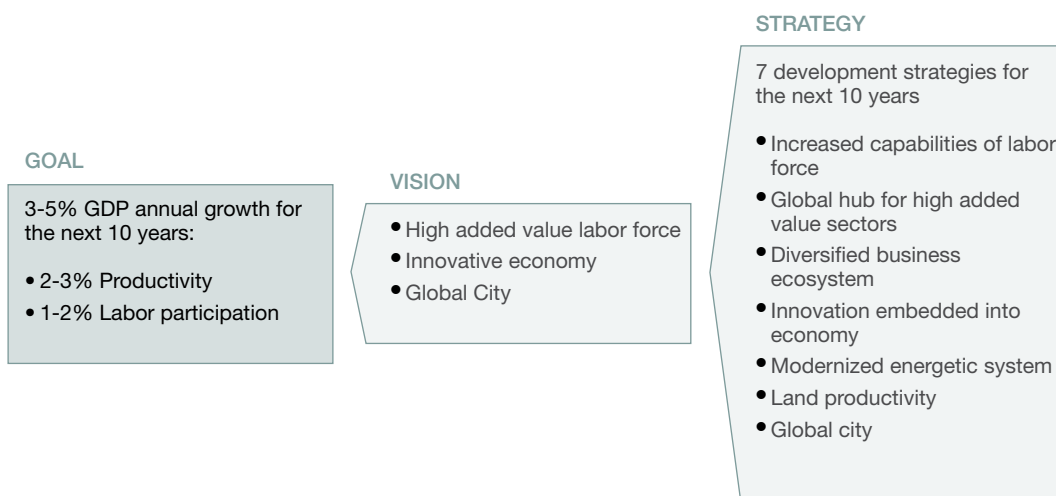 GOAL
3-5% GDP annual growth for
the next 10 years:
• 2-3% Productivity
• 1-2% Labor participation
VISION
• High added value labor force
• Innovative economy
• Global City
STRATEGY
7 development strategies for
the next 10 years
• Increased capabilities of labor
force
• Global hub for high added
value sectors
• Diversified business
ecosystem
• Innovation embedded into
economy
• Modernized energetic system
• Land productivity
• Global city